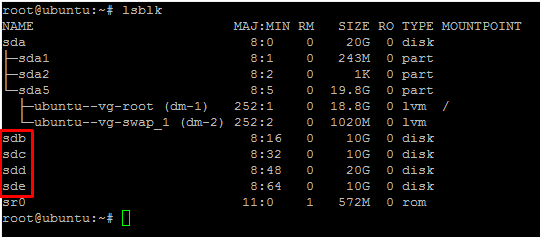 root@ubuntu:~# lsblk
NAME                        MAJ:MIN RM   SIZE RO TYPE MOUNTPOINT
sda                           8:0    0    20G  0 disk
├─sda1                        8:1    0   243M  0 part
├─sda2                        8:2    0     1K  0 part
└─sda5                        8:5    0  19.8G  0 part
  ├─ubuntu--vg-root (dm-1)  252:1    0  18.8G  0 lvm  /
  └─ubuntu--vg-swap_1 (dm-2) 252:2    0  1020M  0 lvm
sdb                           8:16   0    10G  0 disk
sdc                           8:32   0    10G  0 disk
sdd                           8:48   0    20G  0 disk
sde                           8:64   0    10G  0 disk
sr0                          11:0    1   572M  0 rom
root@ubuntu:~#